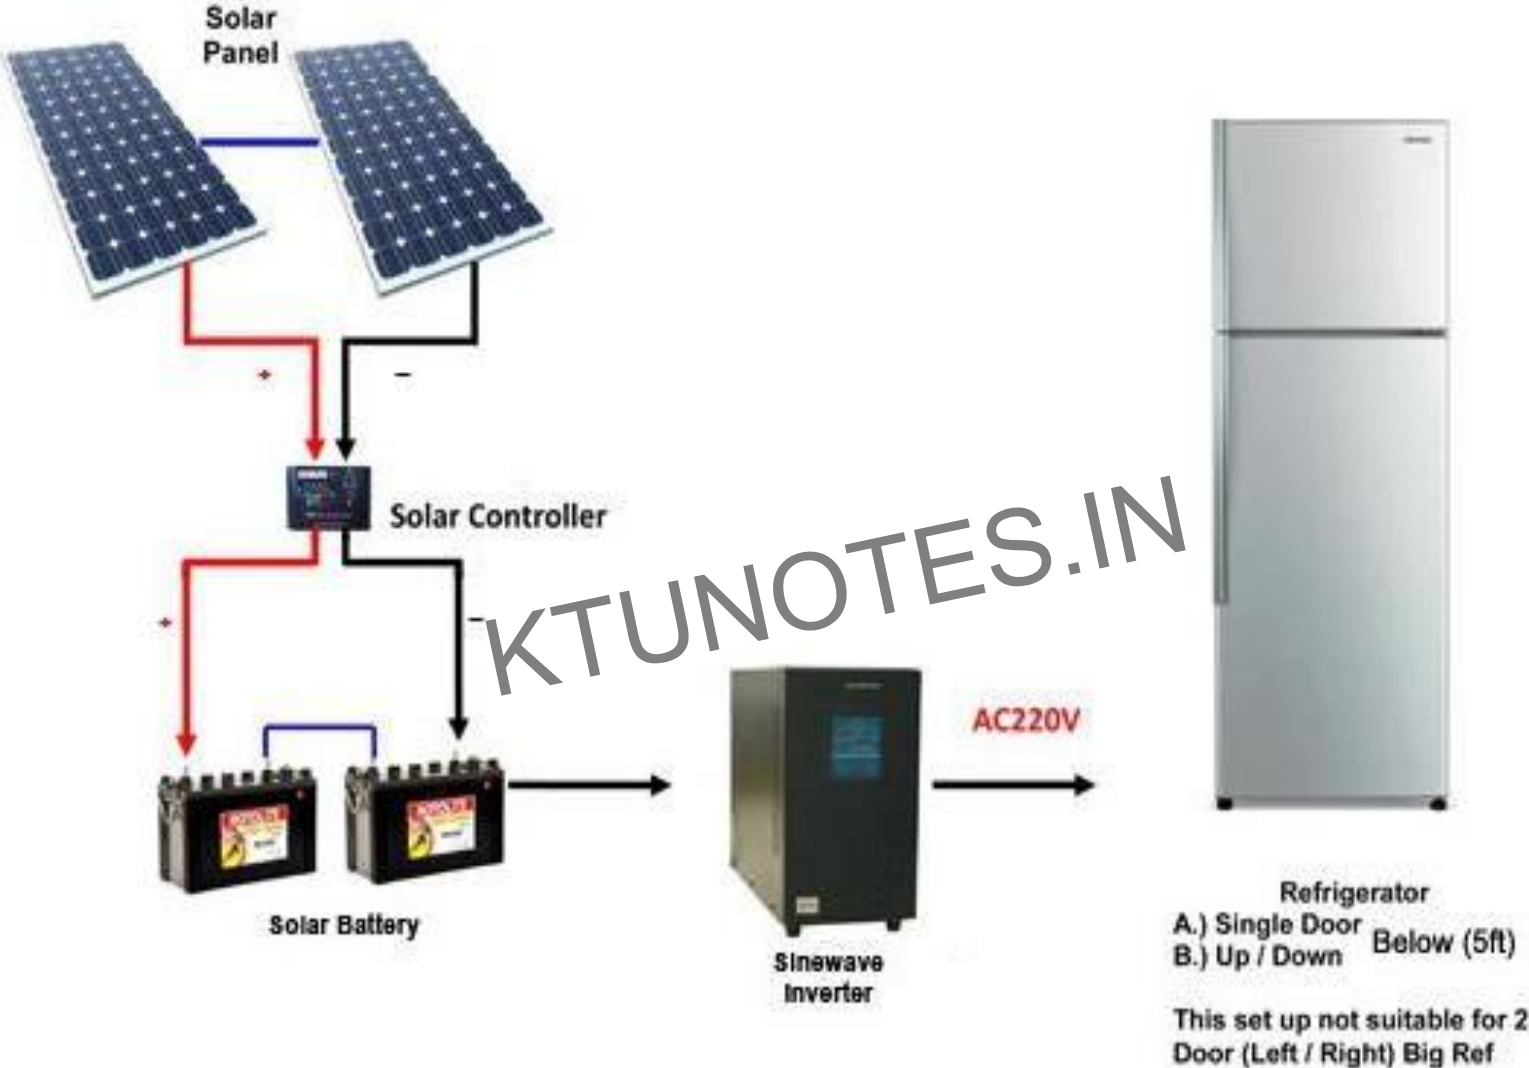 Solar
Panel
+
−
Solar Controller
+
−
KTUNOTES.IN
AC220V
Solar Battery
Sinewave
Inverter
Refrigerator
A.) Single Door
B.) Up / Down
Below (5ft)
This set up not suitable for 2
Door (Left / Right) Big Ref